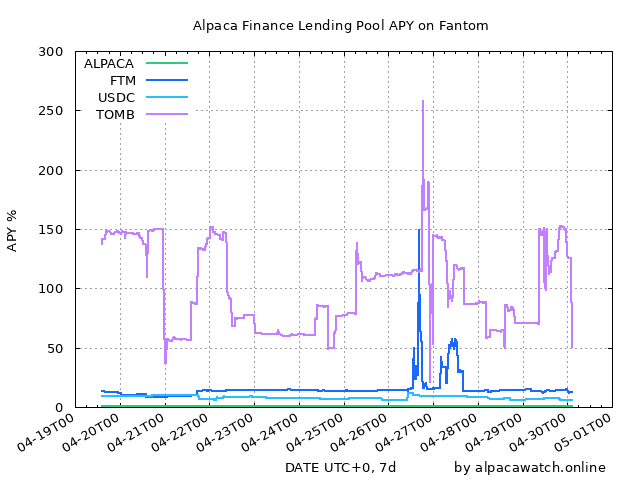 Alpaca Finance Lending Pool APY on Fantom
300
250
200
150
100
50
0
APY %
ALPACA
FTM
USDC
TOMB
04-19T00
04-20T00
04-21T00
04-22T00
04-23T00
04-24T00
04-25T00
04-26T00
04-27T00
04-28T00
04-29T00
04-30T00
05-01T00
DATE UTC+0, 7d
by alpacawatch.online